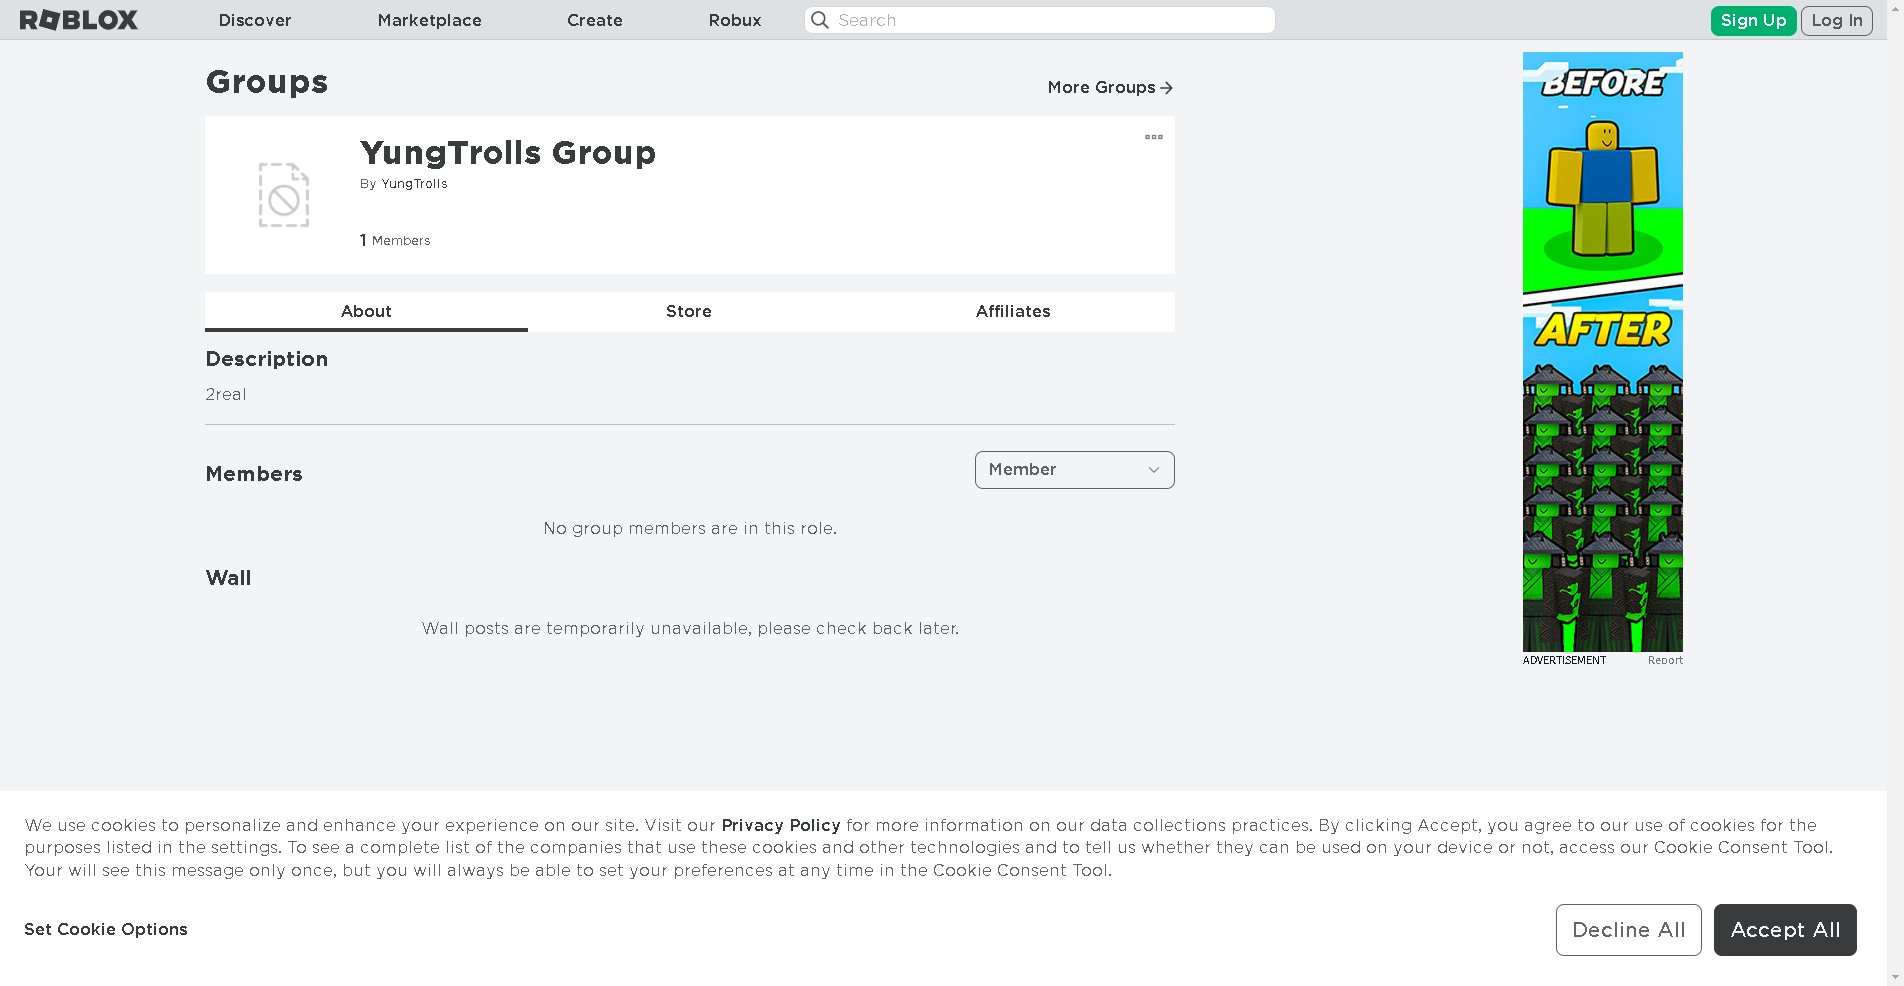 ROBLOX
Discover
Marketplace
Create
Robux
Search
Sign Up
Log In
Groups
More Groups
YungTrolls Group
By YungTrolls
1 Members
About
Store
Affiliates
Description
2real
Members
Member
No group members are in this role.
Wall
Wall posts are temporarily unavailable, please check back later.
BEFORE
AFTER
ADVERTISEMENT
Report
We use cookies to personalize and enhance your experience on our site. Visit our Privacy Policy for more information on our data collections practices. By clicking Accept, you agree to our use of cookies for the
purposes listed in the settings. To see a complete list of the companies that use these cookies and other technologies and to tell us whether they can be used on your device or not, access our Cookie Consent Tool.
Your will see this message only once, but you will always be able to set your preferences at any time in the Cookie Consent Tool.
Set Cookie Options
Decline All
Accept All